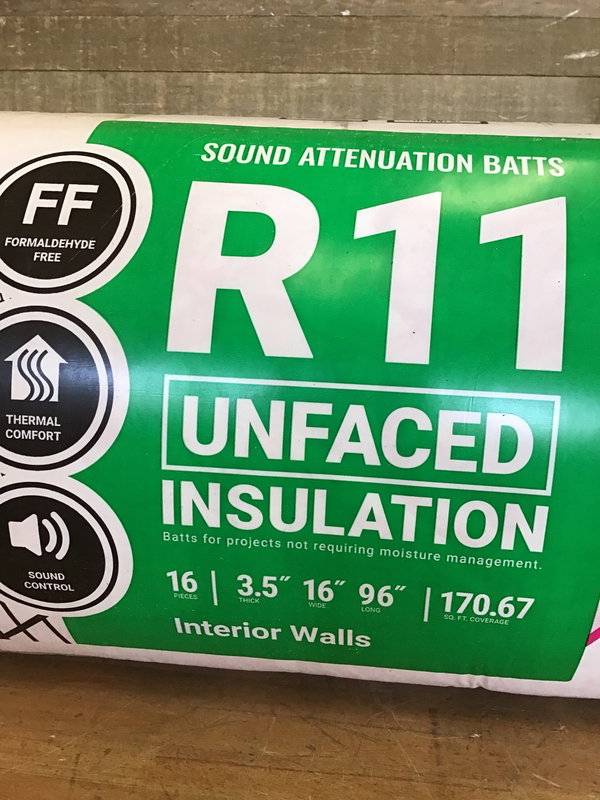 SOUND ATTENUATION BATTS
R11
UNFACED
INSULATION
Batts for projects not requiring moisture management.
16 PIECES | 3.5″ THICK 16″ WIDE 96″ LONG | 170.67 SQ. FT. COVERAGE
Interior Walls
FF
FORMALDEHYDE
FREE
THERMAL
COMFORT
SOUND
CONTROL